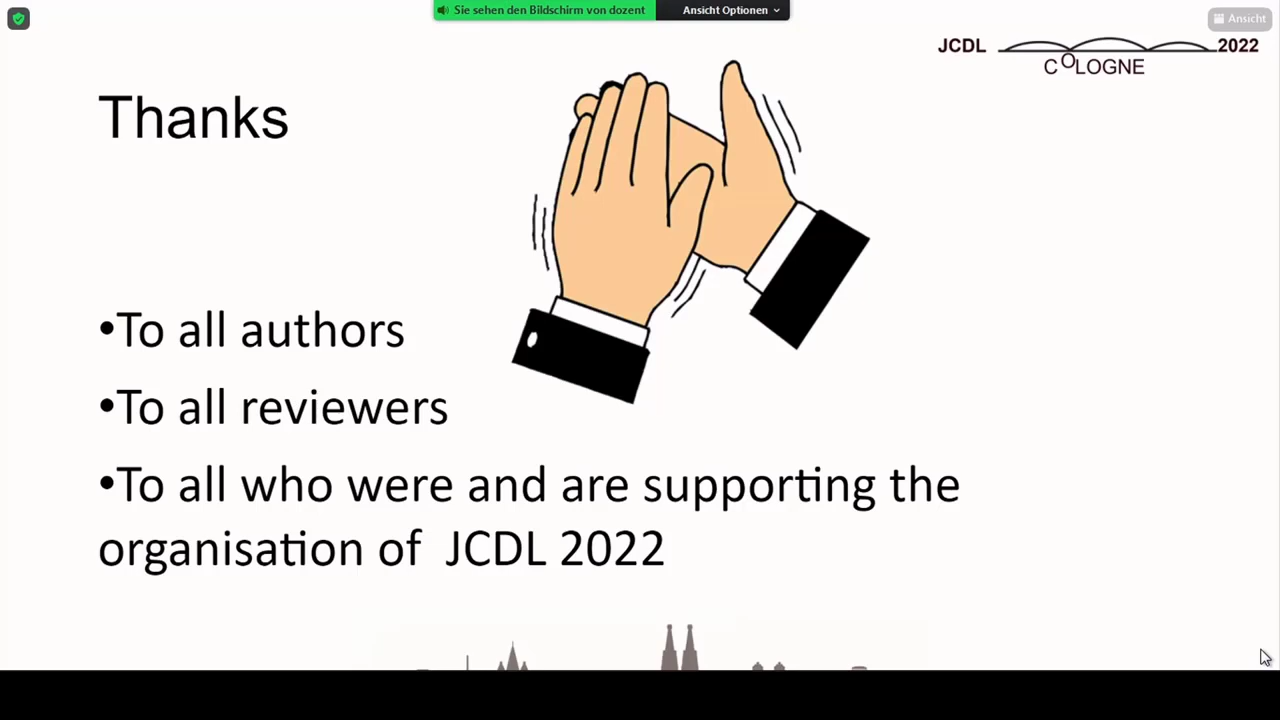 Sie sehen den Bildschirm von dozent
Ansicht Optionen
Ansicht
JCDL 2022
COLOGNE
Thanks
•To all authors
•To all reviewers
•To all who were and are supporting the
organisation of JCDL 2022